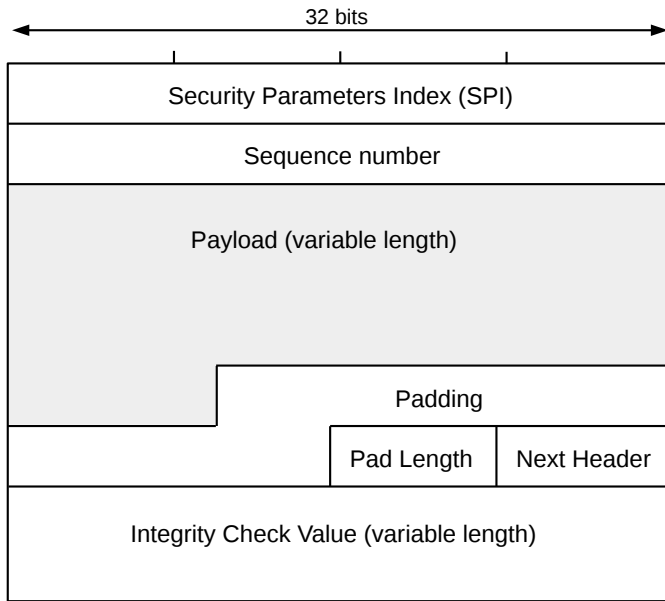 32 bits
Security Parameters Index (SPI)
Sequence number
Payload (variable length)
Padding
Pad Length
Next Header
Integrity Check Value (variable length)